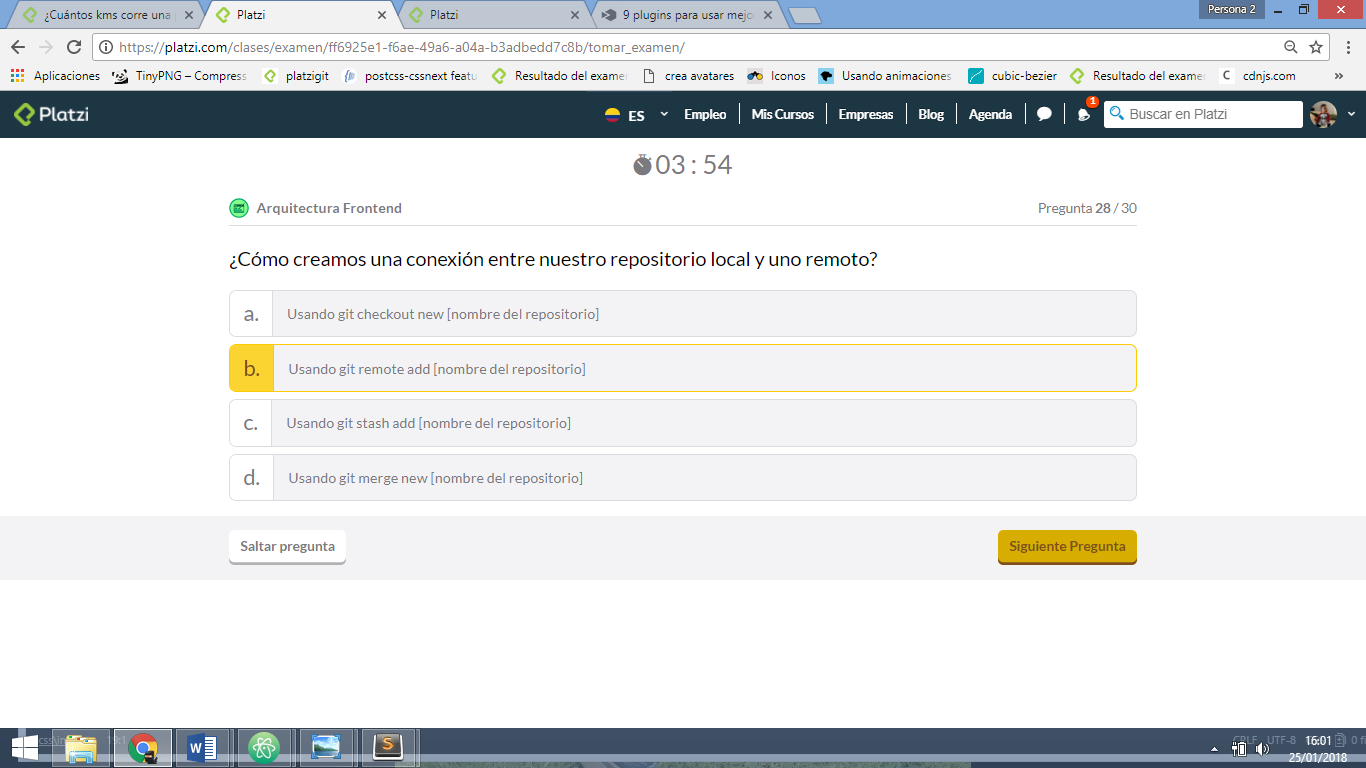 Persona 2
¿Cuántos kms corre una
Platzi
Platzi
9 plugins para usar mejo
https://platzi.com/clases/examen/ff6925e1-f6ae-49a6-a04a-b3adbedd7c8b/tomar_examen/
Aplicaciones
TinyPNG – Compress
platzigit
postcss-cssnext featu
Resultado del exame
crea avatares
Iconos
Usando animaciones
cubic-bezier
Resultado del exame
cdnjs.com
Platzi
ES
Empleo
Mis Cursos
Empresas
Blog
Agenda
1
Buscar en Platzi
03 : 54
Arquitectura Frontend
Pregunta 28 / 30
¿Cómo creamos una conexión entre nuestro repositorio local y uno remoto?
a. Usando git checkout new [nombre del repositorio]
b. Usando git remote add [nombre del repositorio]
c. Usando git stash add [nombre del repositorio]
d. Usando git merge new [nombre del repositorio]
Saltar pregunta
Siguiente Pregunta
CRLF
UTF-8
16:01
0 fi
25/01/2018